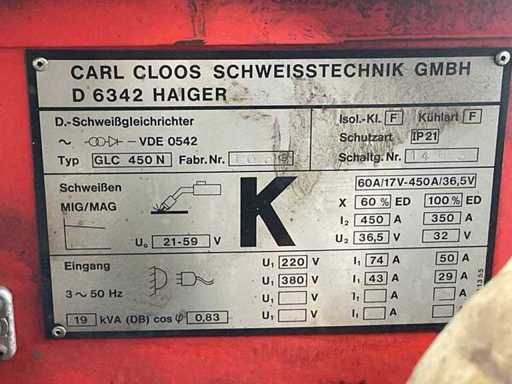 CARL CLOOS SCHWEISSTECHNIK GMBH
D 6342 HAIGER
D.-Schweißgleichrichter
VDE 0542
Typ GLC 450 N Fabr. Nr.
Isol.-Kl. F Kühlart F
Schutzart IP21
Schaltg. Nr.
Schweißen
MIG/MAG
U₀ 21-59 V
K
60A/17V-450A/36,5V
X 60 % ED 100 % ED
I₂ 450 A 350 A
U₂ 36,5 V 32 V
Eingang
3 ~ 50 Hz
19 kVA (DB) cos φ 0,83
U₁ 220 V I₁ 74 A 50 A
U₁ 380 V I₁ 43 A 29 A
U₁ V I₁ A A
U₁ V I₁ A A